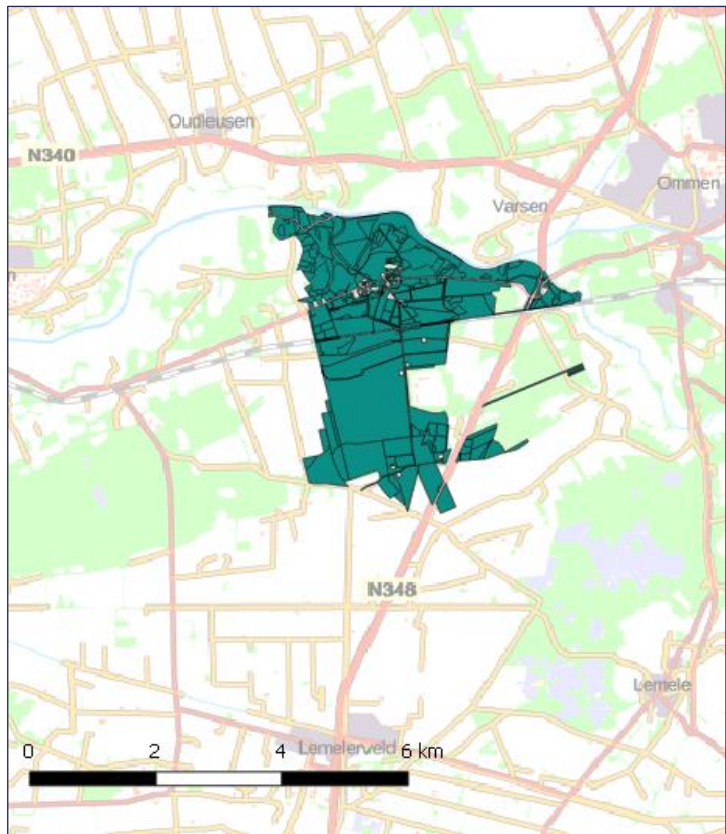 Oudleusen
N340
Ommen
Varsen
N348
Lemele
Lemelerveld
0 2 4 6 km